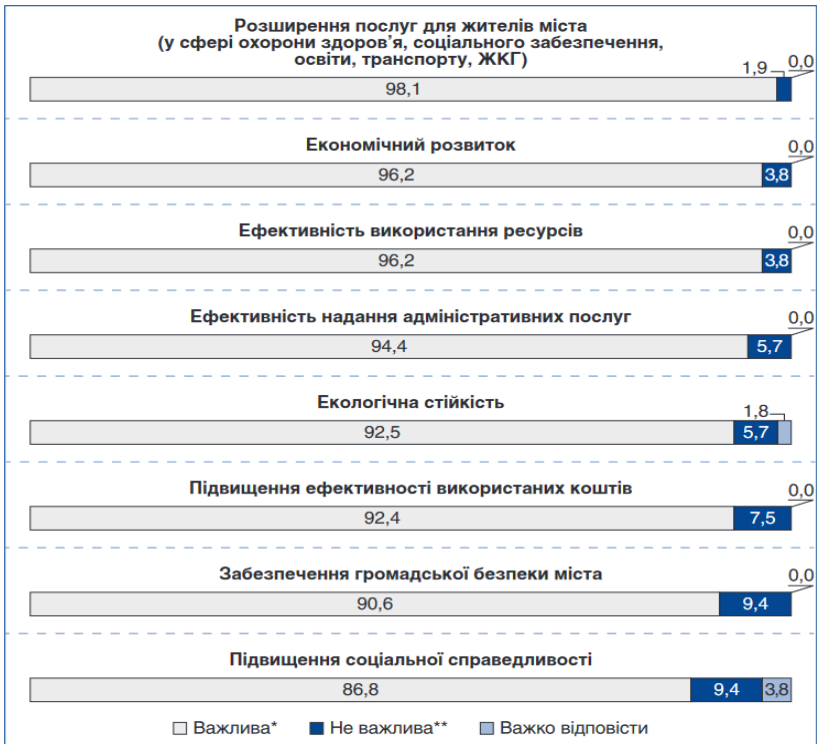 Розширення послуг для жителів міста
(у сфері охорони здоров’я, соціального забезпечення,
освіти, транспорту, ЖКГ)
1,9 0,0
98,1
Економічний розвиток
0,0
96,2 3,8
Ефективність використання ресурсів
0,0
96,2 3,8
Ефективність надання адміністративних послуг
0,0
94,4 5,7
Екологічна стійкість
1,8
92,5 5,7
Підвищення ефективності використаних коштів
0,0
92,4 7,5
Забезпечення громадської безпеки міста
0,0
90,6 9,4
Підвищення соціальної справедливості
86,8 9,4 3,8
Важлива* Не важлива** Важко відповісти